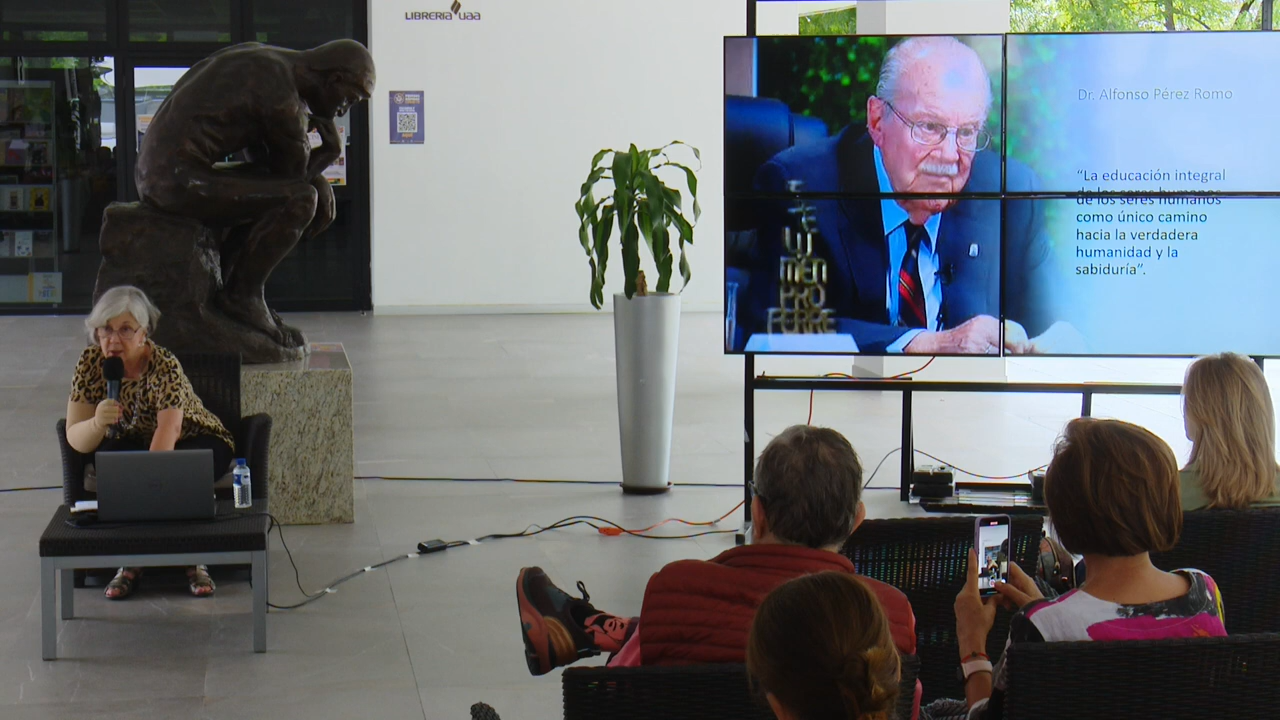 LIBRERIA UAA
Dr. Alfonso Pérez Romo
“La educación integral
de los seres humanos
como único camino
hacia la verdadera
humanidad y la
sabiduría”.